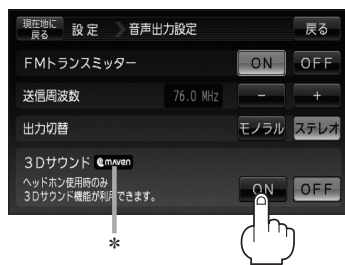 現在地に
戻る
設定 音声出力設定 戻る
FMトランスミッター ON OFF
送信周波数 76.0 MHz － ＋
出力切替 モノラル ステレオ
3Dサウンド maven
ヘッドホン使用時のみ
3Dサウンド機能が利用できます。 ON OFF
*